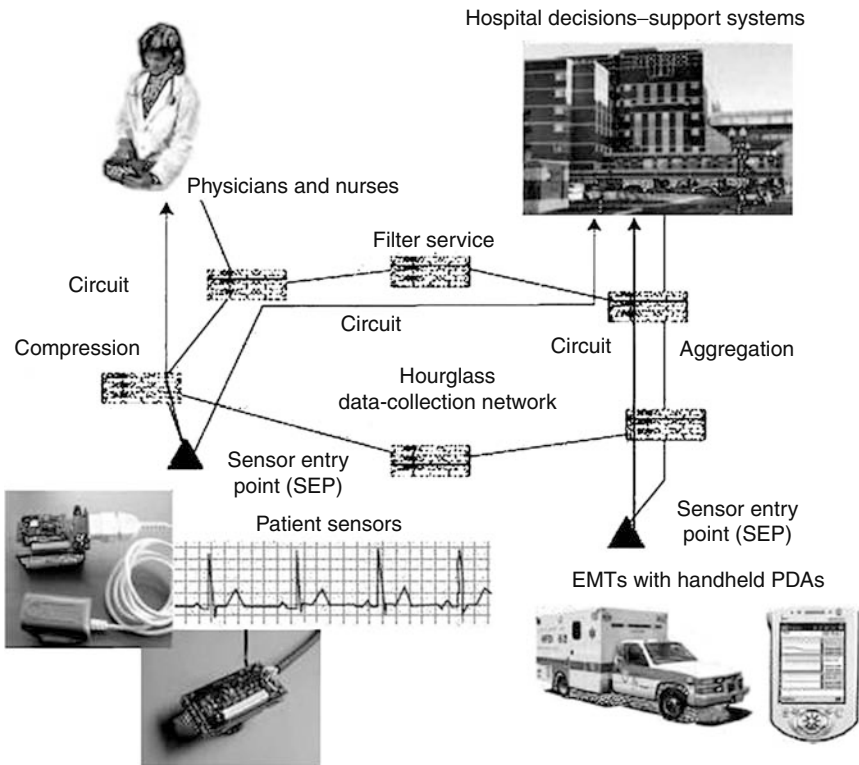 Hospital decisions–support systems
Physicians and nurses
Filter service
Circuit
Circuit
Compression
Circuit
Aggregation
Hourglass
data-collection network
Sensor entry
point (SEP)
Sensor entry
point (SEP)
Patient sensors
EMTs with handheld PDAs